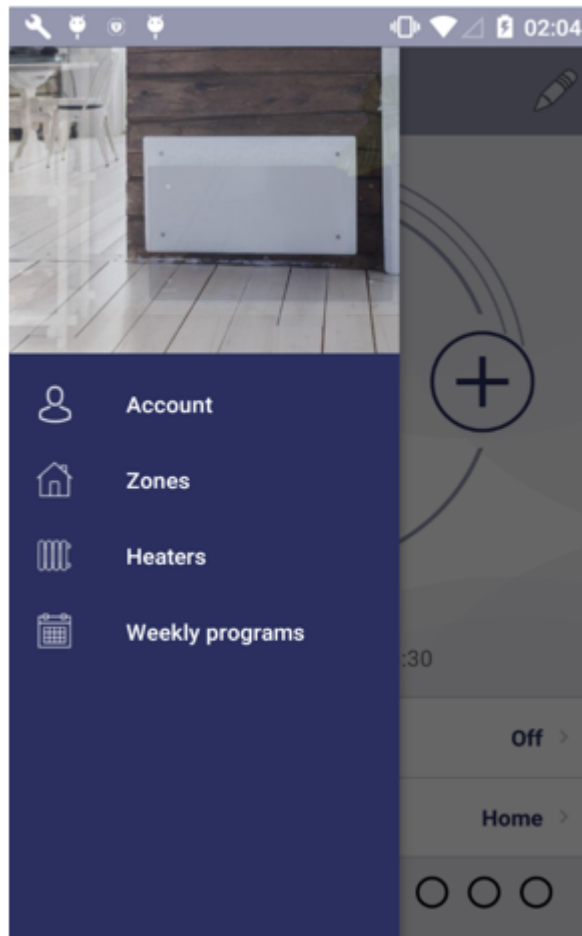 02:04
Account
Zones
Heaters
Weekly programs
:30
Off
Home